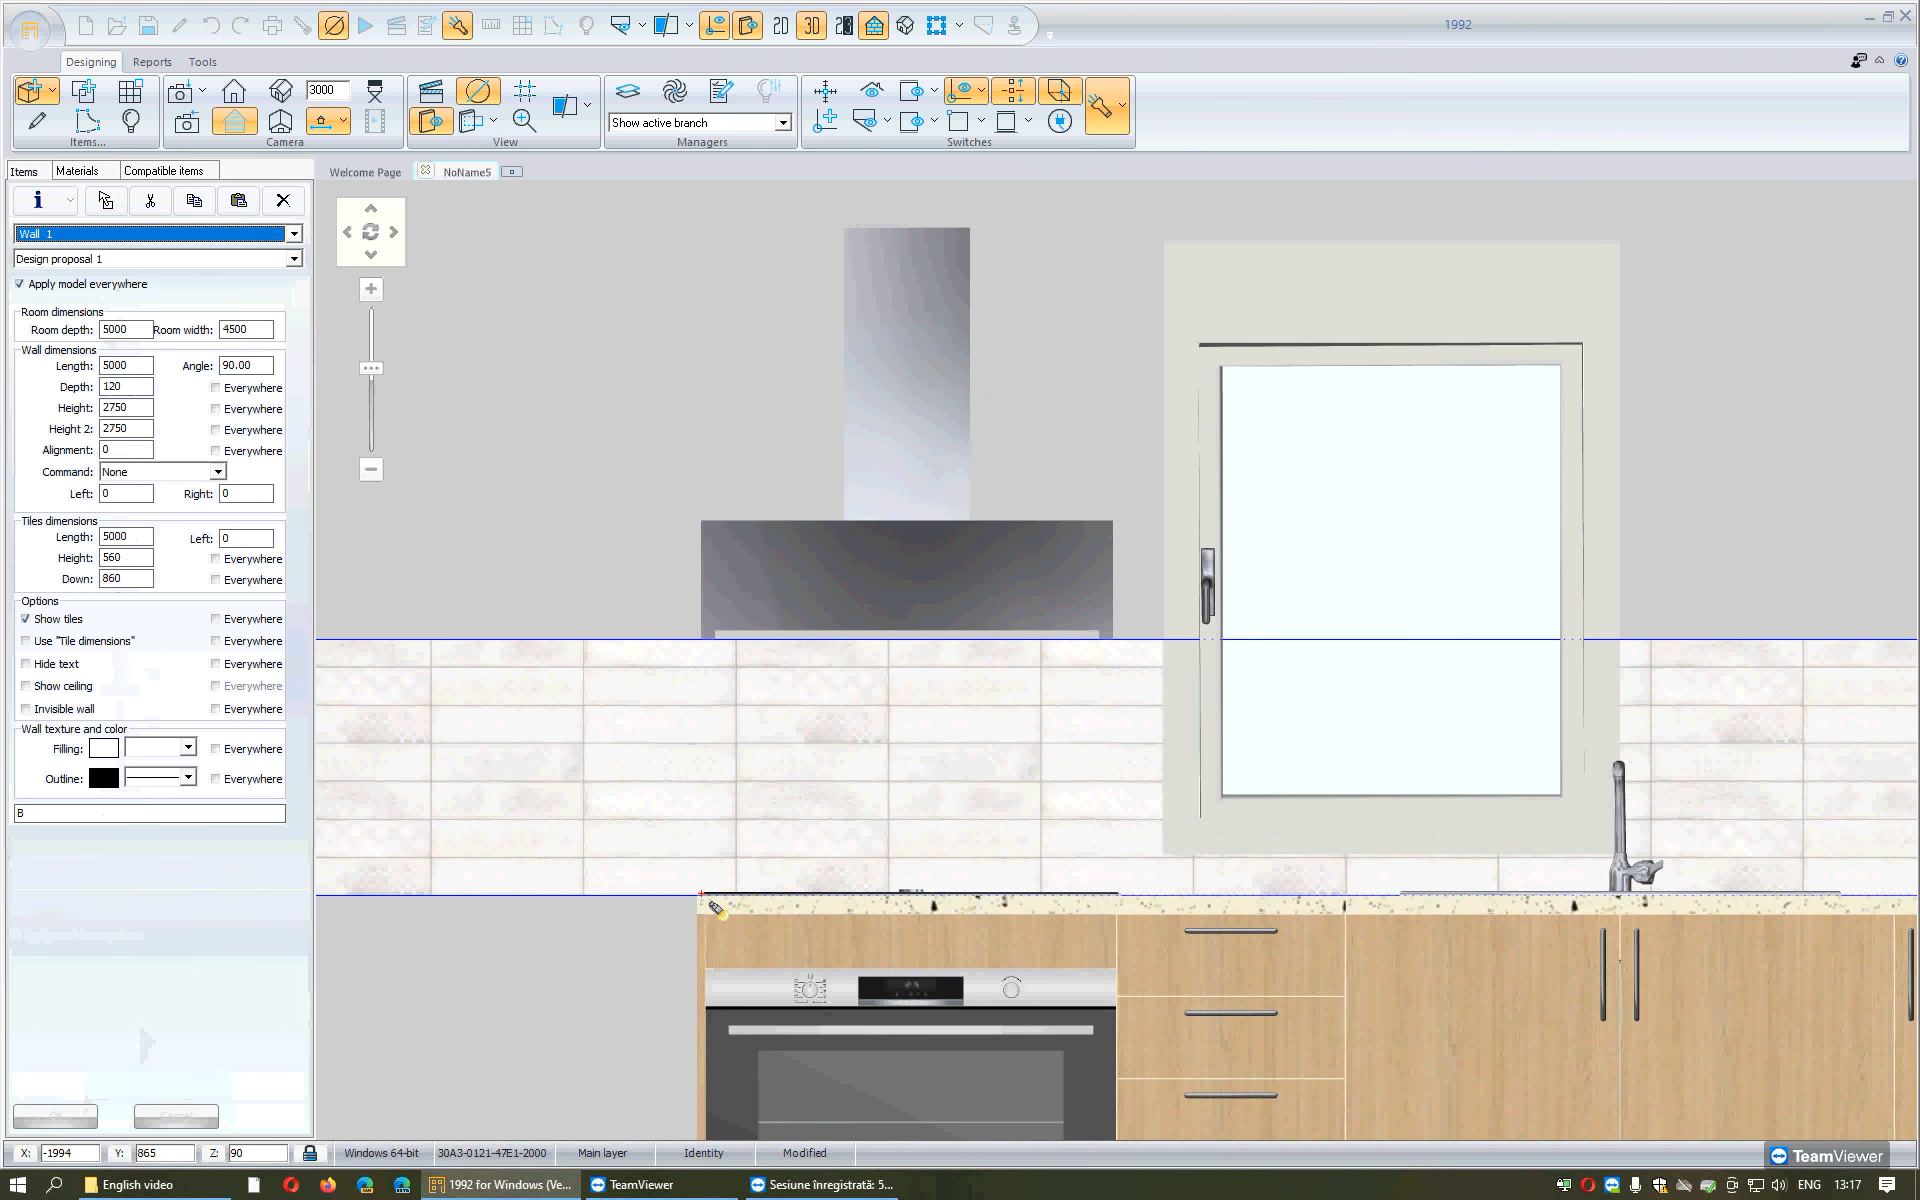 1992
2D
3D
Designing
Reports
Tools
3000
Show active branch
Items...
Camera
View
Managers
Switches
Items
Materials
Compatible items
Welcome Page
NoName5
Wall 1
Design proposal 1
Apply model everywhere
Room dimensions
Room depth: 5000 Room width: 4500
Wall dimensions
Length: 5000 Angle: 90.00
Depth: 120 Everywhere
Height: 2750 Everywhere
Height 2: 2750 Everywhere
Alignment: 0 Everywhere
Command: None
Left: 0 Right: 0
Tiles dimensions
Length: 5000 Left: 0
Height: 560 Everywhere
Down: 860 Everywhere
Options
Show tiles Everywhere
Use "Tile dimensions" Everywhere
Hide text Everywhere
Show ceiling Everywhere
Invisible wall Everywhere
Wall texture and color
Filling: Everywhere
Outline: Everywhere
B
Cancel
X: -1994 Y: 865 Z: 90 Windows 64-bit 30A3-0121-47E1-2000 Main layer Identity Modified
TeamViewer
English video
1992 for Windows (Ve...
TeamViewer
Sesiune înregistrată: 5...
ENG
13:17